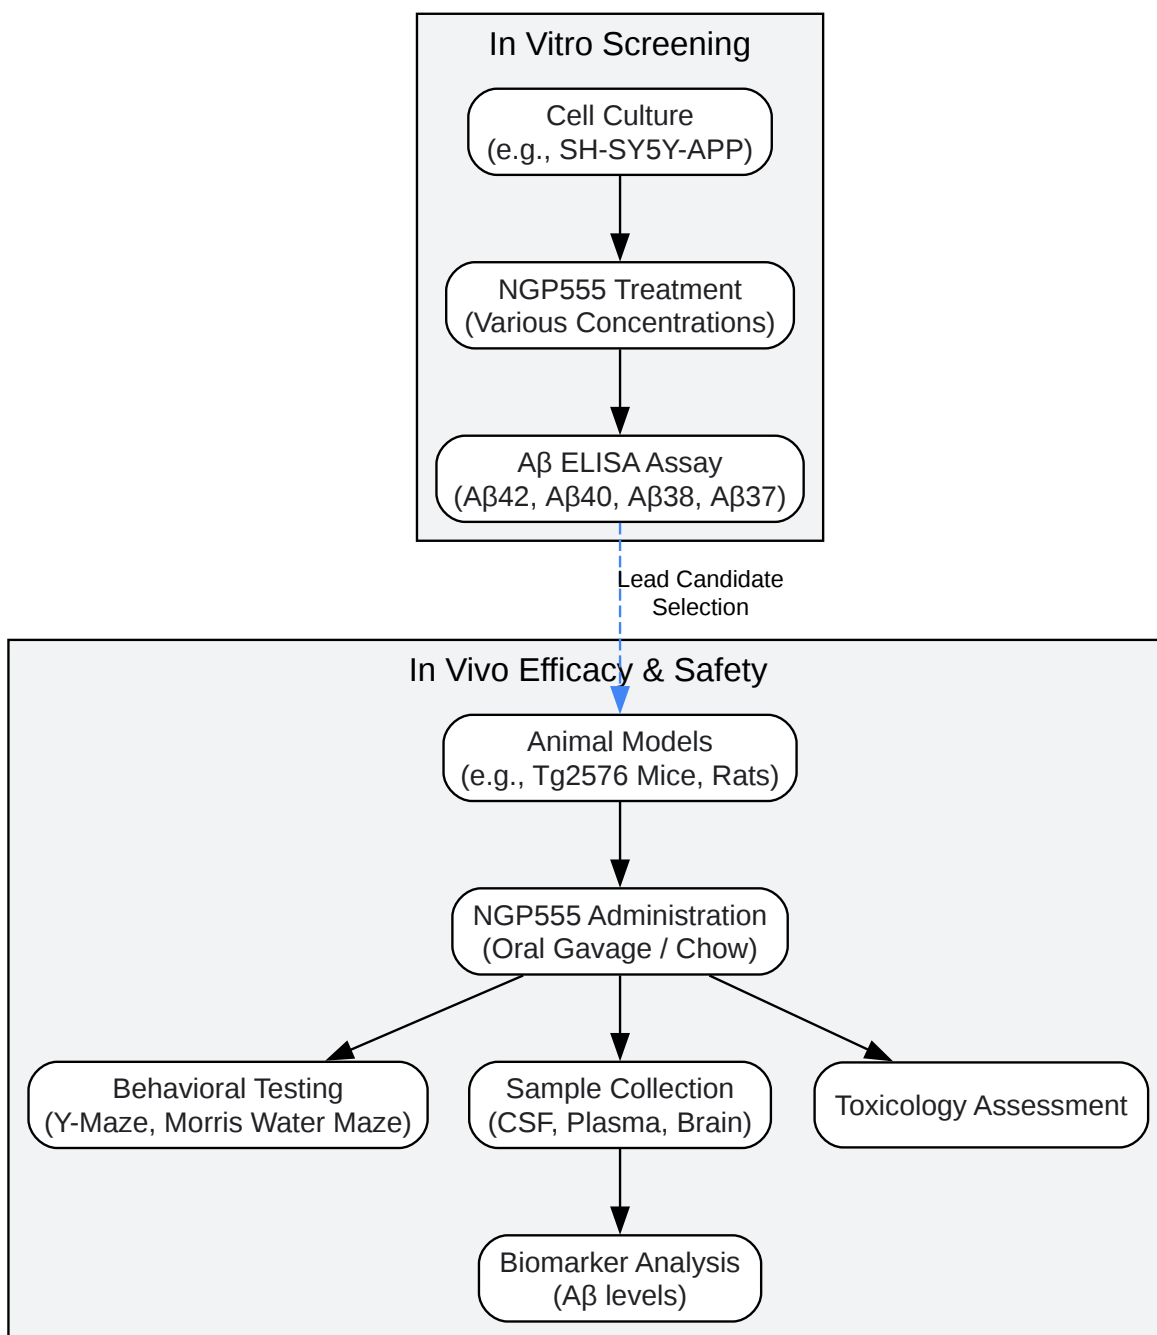 In Vitro Screening
Cell Culture
(e.g., SH-SY5Y-APP)
NGP555 Treatment
(Various Concentrations)
Aβ ELISA Assay
(Aβ42, Aβ40, Aβ38, Aβ37)
Lead Candidate
Selection
In Vivo Efficacy & Safety
Animal Models
(e.g., Tg2576 Mice, Rats)
NGP555 Administration
(Oral Gavage / Chow)
Behavioral Testing
(Y-Maze, Morris Water Maze)
Sample Collection
(CSF, Plasma, Brain)
Toxicology Assessment
Biomarker Analysis
(Aβ levels)